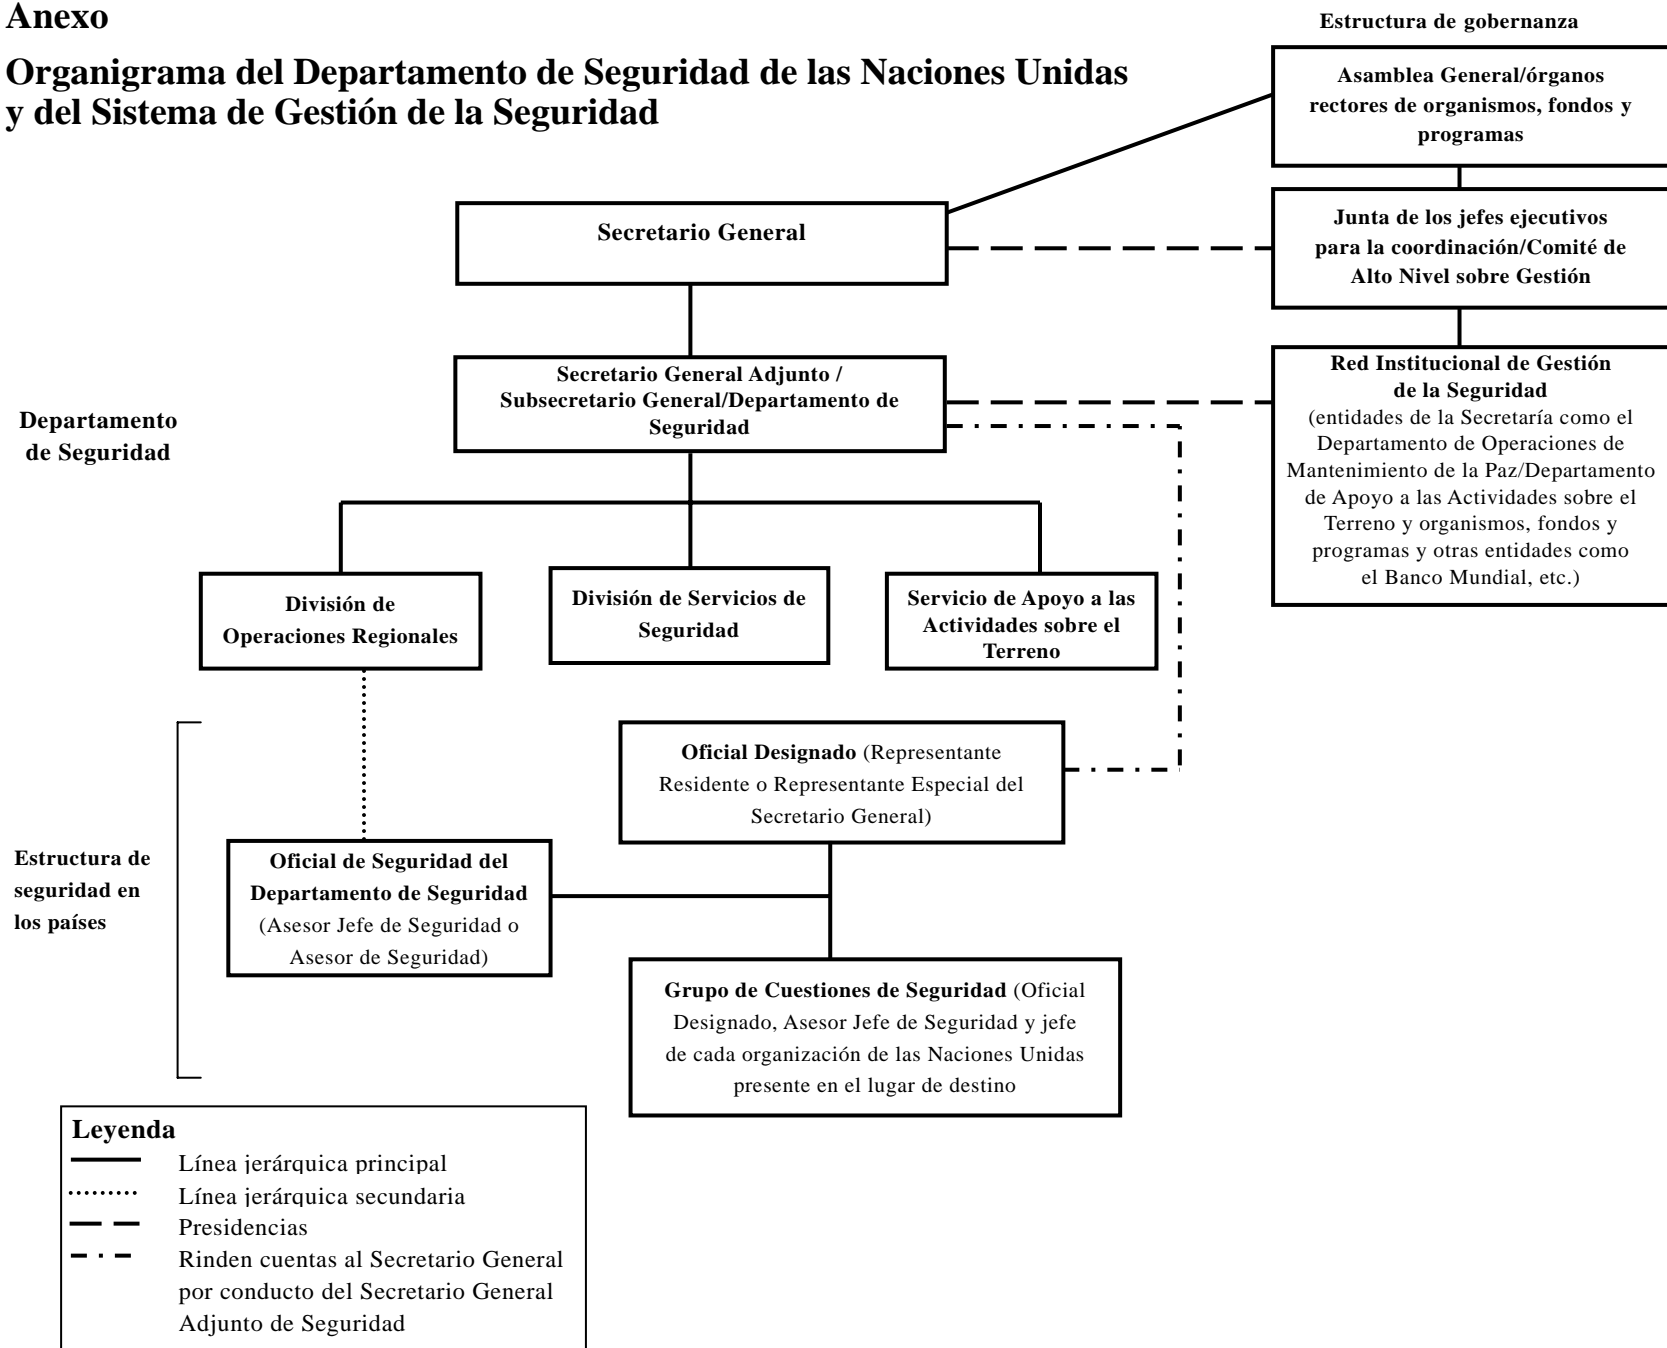 Anexo
Organigrama del Departamento de Seguridad de las Naciones Unidas
y del Sistema de Gestión de la Seguridad
Estructura de gobernanza
Asamblea General/órganos
rectores de organismos, fondos y
programas
Secretario General
Junta de los jefes ejecutivos
para la coordinación/Comité de
Alto Nivel sobre Gestión
Departamento
de Seguridad
Secretario General Adjunto /
Subsecretario General/Departamento de
Seguridad
Red Institucional de Gestión
de la Seguridad
(entidades de la Secretaría como el
Departamento de Operaciones de
Mantenimiento de la Paz/Departamento
de Apoyo a las Actividades sobre el
Terreno y organismos, fondos y
programas y otras entidades como
el Banco Mundial, etc.)
División de
Operaciones Regionales
División de Servicios de
Seguridad
Servicio de Apoyo a las
Actividades sobre el
Terreno
Estructura de
seguridad en
los países
Oficial Designado (Representante
Residente o Representante Especial del
Secretario General)
Oficial de Seguridad del
Departamento de Seguridad
(Asesor Jefe de Seguridad o
Asesor de Seguridad)
Grupo de Cuestiones de Seguridad (Oficial
Designado, Asesor Jefe de Seguridad y jefe
de cada organización de las Naciones Unidas
presente en el lugar de destino
Leyenda
Línea jerárquica principal
Línea jerárquica secundaria
Presidencias
Rinden cuentas al Secretario General
por conducto del Secretario General
Adjunto de Seguridad